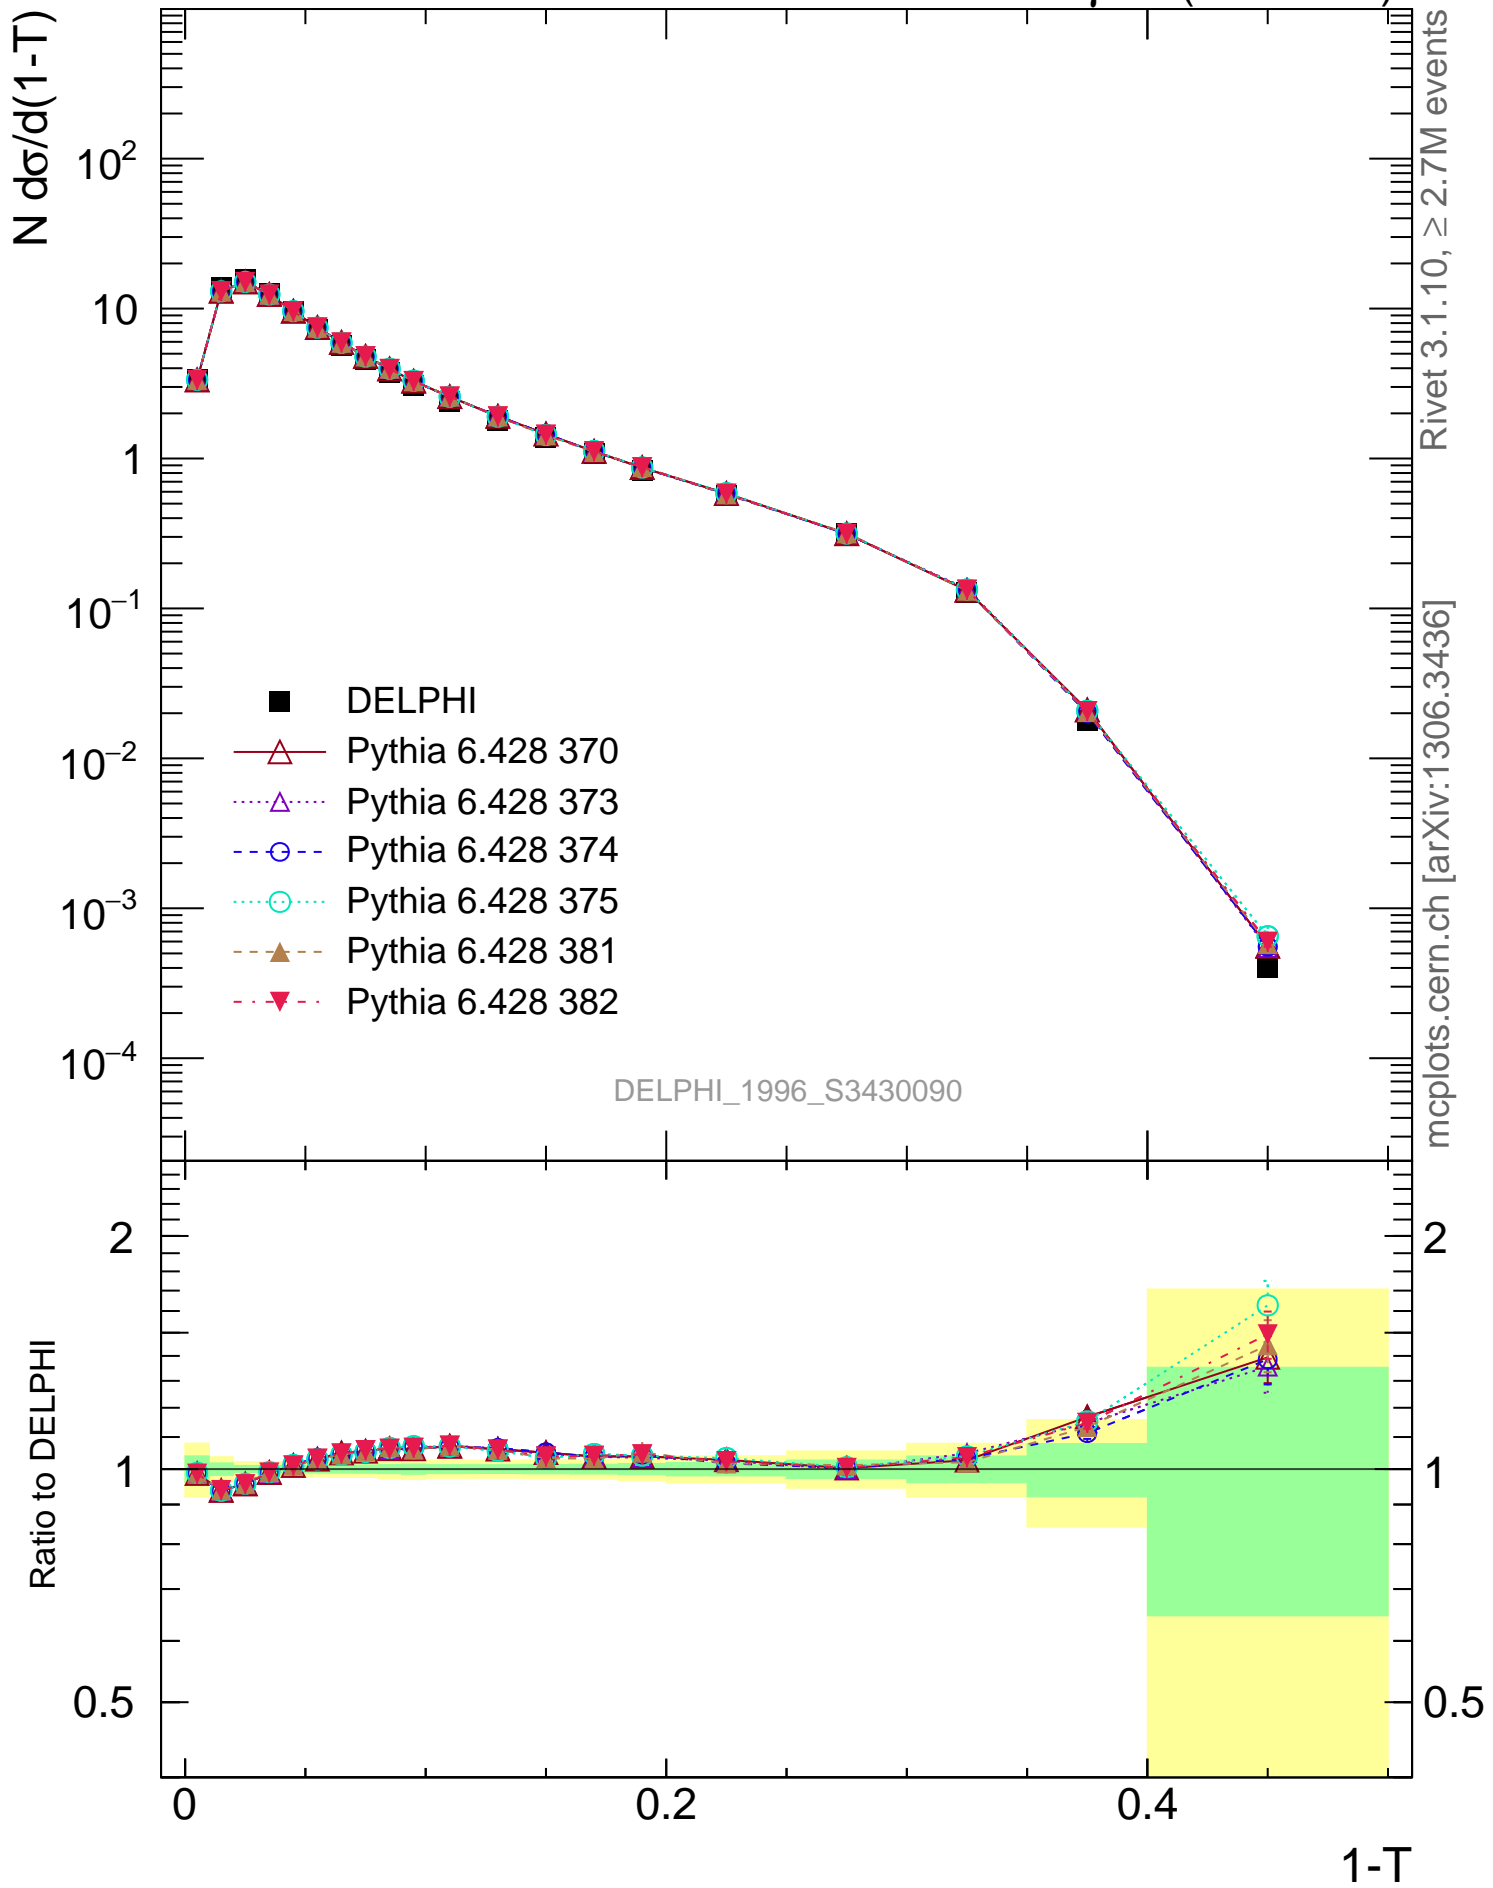 N dσ/d(1-T)
10²
10
1
10⁻¹
10⁻²
10⁻³
10⁻⁴
DELPHI
Pythia 6.428 370
Pythia 6.428 373
Pythia 6.428 374
Pythia 6.428 375
Pythia 6.428 381
Pythia 6.428 382
DELPHI_1996_S3430090
Rivet 3.1.10, ≥ 2.7M events
mcplots.cern.ch [arXiv:1306.3436]
Ratio to DELPHI
2
1
0.5
2
1
0.5
0
0.2
0.4
1-T